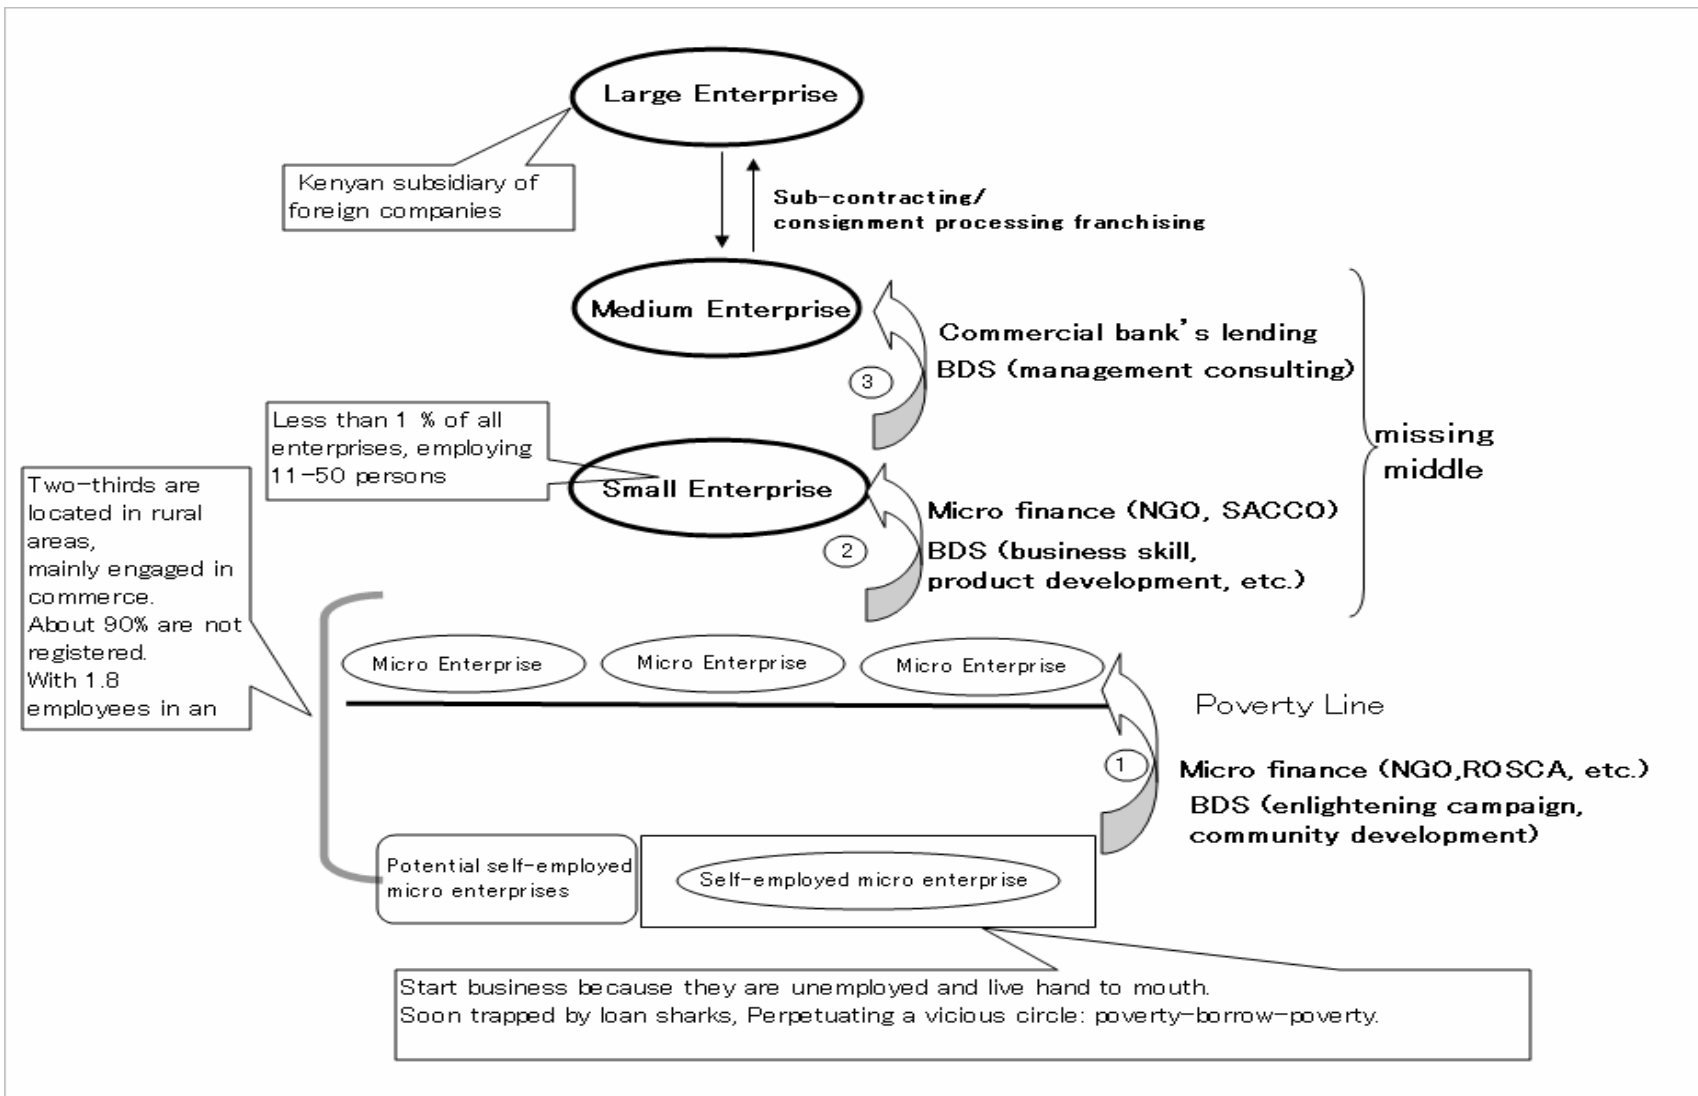 Large Enterprise
Kenyan subsidiary of
foreign companies
Sub-contracting/
consignment processing franchising
Medium Enterprise
Commercial bank's lending
BDS (management consulting)
3
Less than 1 % of all
enterprises, employing
11-50 persons
missing
middle
Two-thirds are
located in rural
areas,
mainly engaged in
commerce.
About 90% are not
registered.
With 1.8
employees in an
Small Enterprise
Micro finance (NGO, SACCO)
2
BDS (business skill,
product development, etc.)
Micro Enterprise
Micro Enterprise
Micro Enterprise
Poverty Line
1
Micro finance (NGO,ROSCA, etc.)
BDS (enlightening campaign,
community development)
Potential self-employed
micro enterprises
Self-employed micro enterprise
Start business because they are unemployed and live hand to mouth.
Soon trapped by loan sharks, Perpetuating a vicious circle: poverty-borrow-poverty.